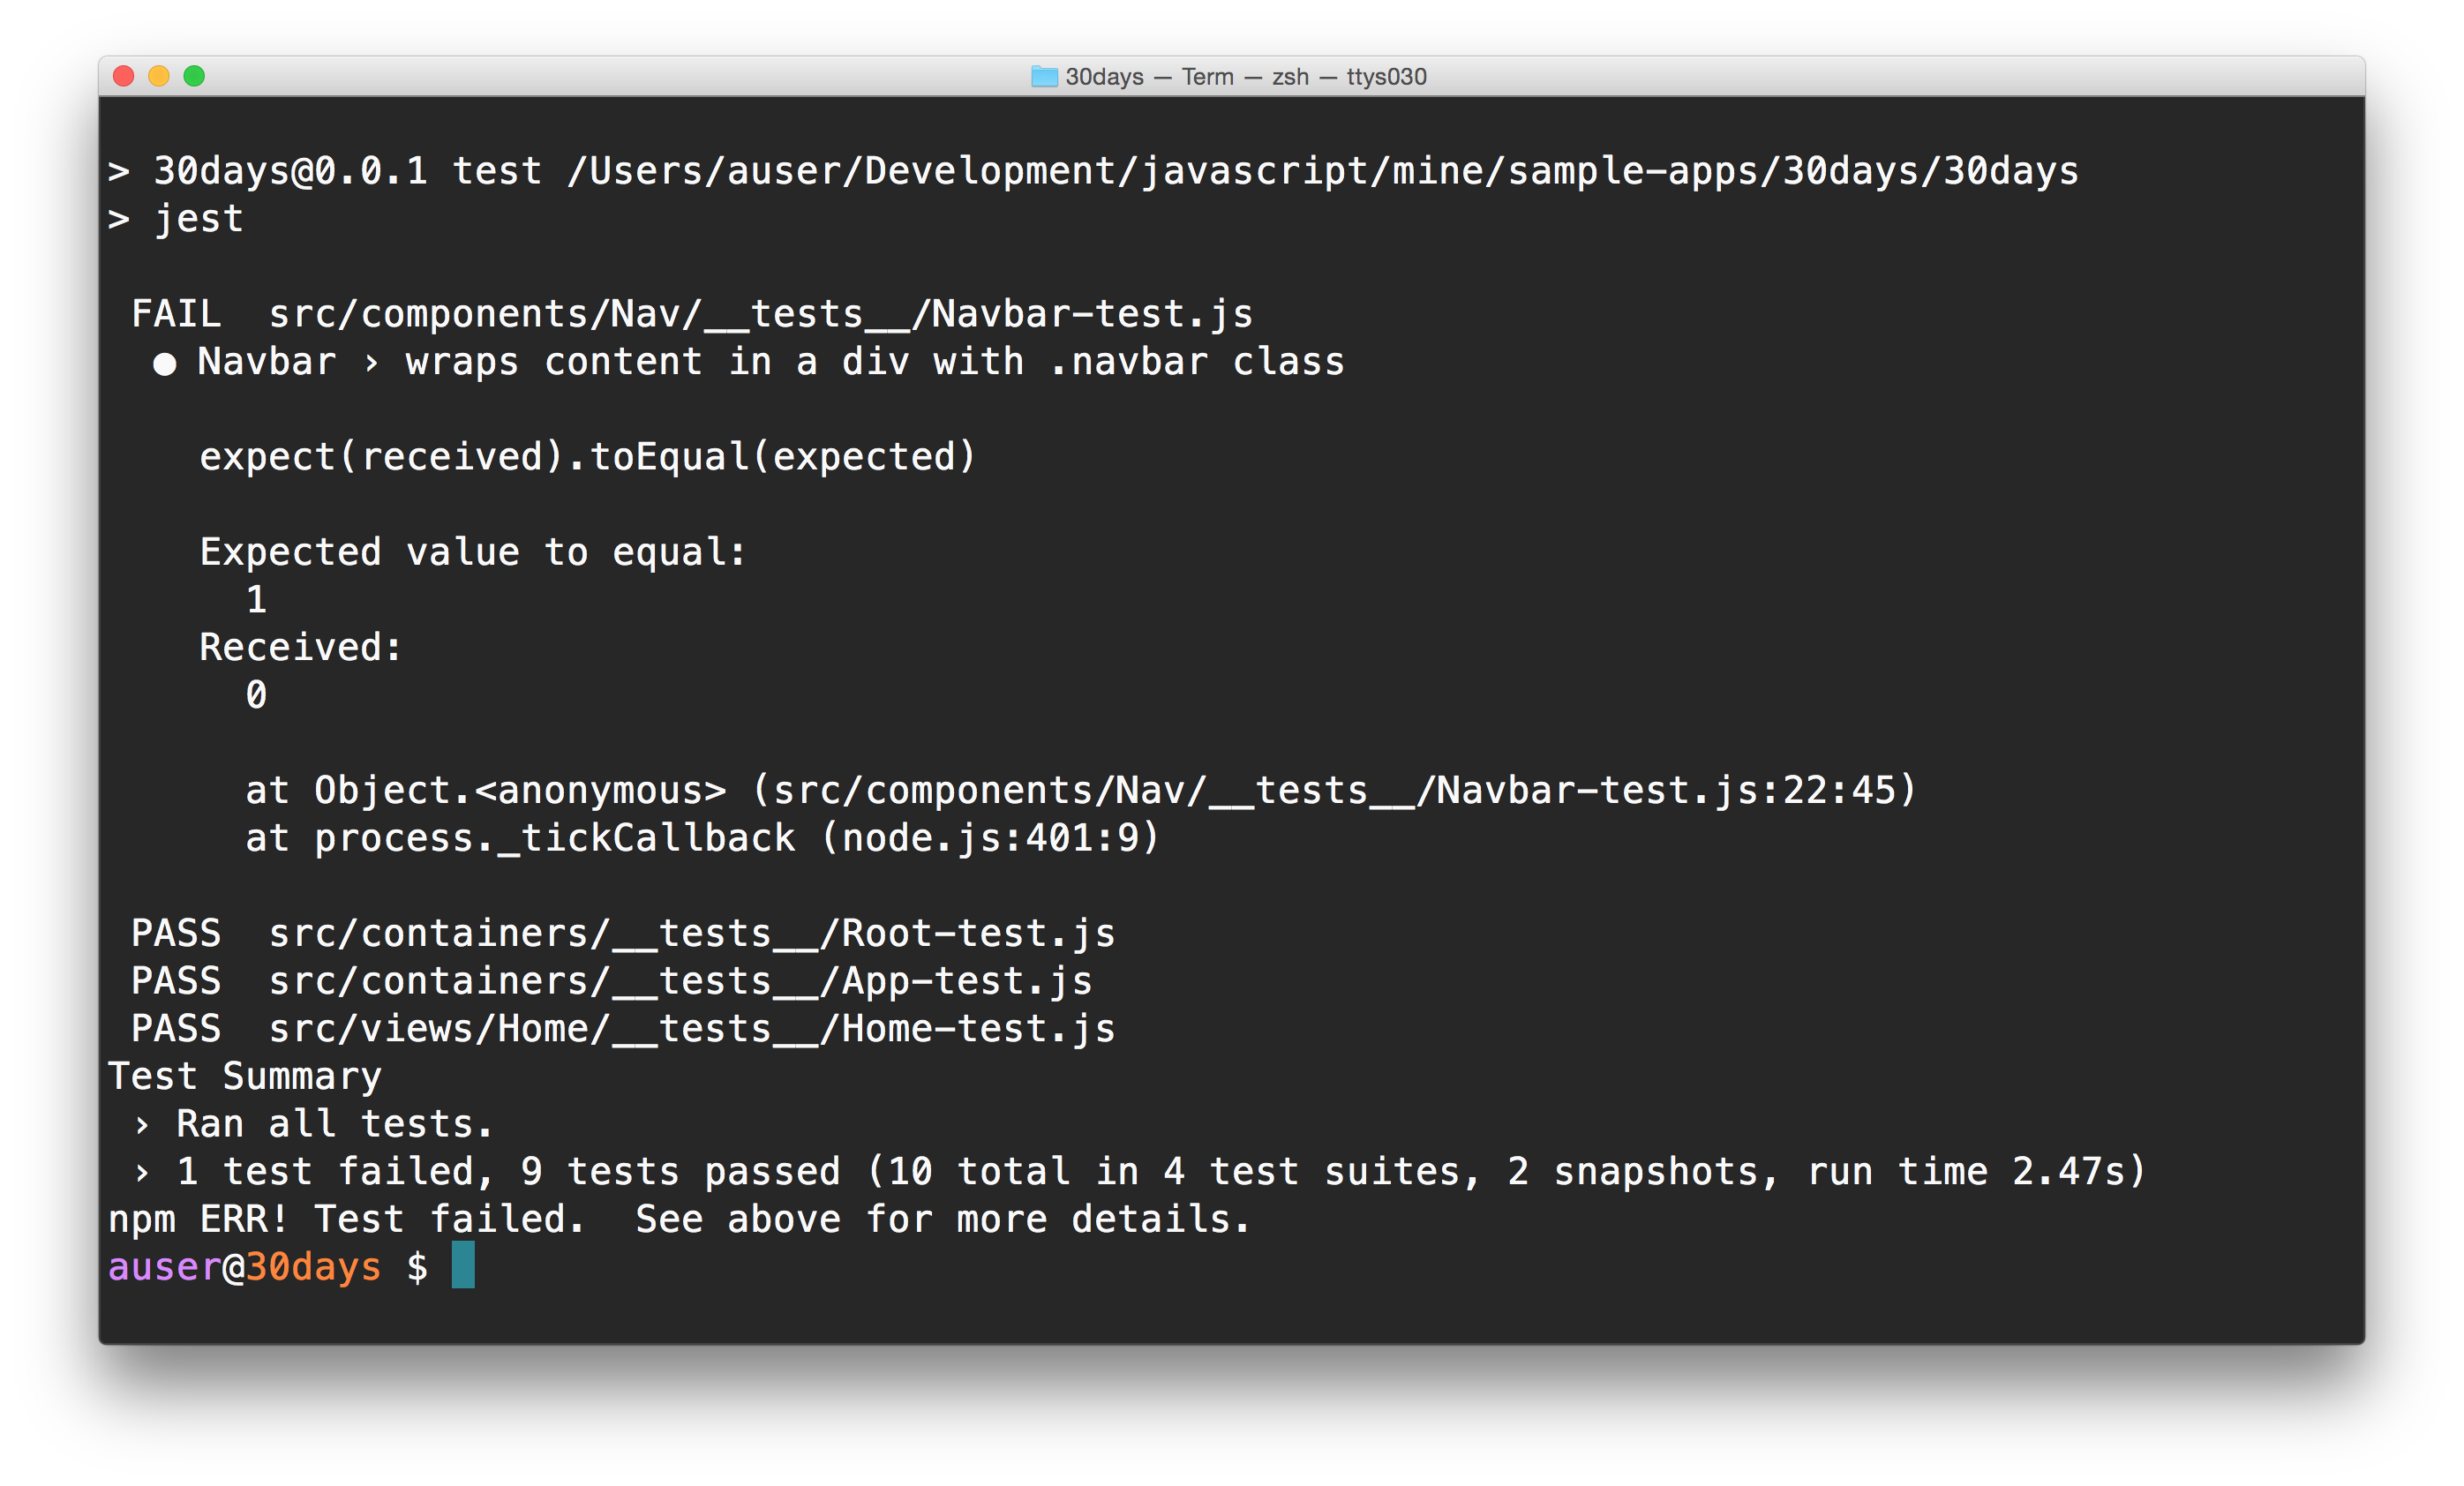 30days — Term — zsh — ttys030
> 30days@0.0.1 test /Users/auser/Development/javascript/mine/sample-apps/30days/30days
> jest
FAIL  src/components/Nav/__tests__/Navbar-test.js
● Navbar › wraps content in a div with .navbar class
expect(received).toEqual(expected)
Expected value to equal:
1
Received:
0
at Object.<anonymous> (src/components/Nav/__tests__/Navbar-test.js:22:45)
at process._tickCallback (node.js:401:9)
PASS  src/containers/__tests__/Root-test.js
PASS  src/containers/__tests__/App-test.js
PASS  src/views/Home/__tests__/Home-test.js
Test Summary
› Ran all tests.
› 1 test failed, 9 tests passed (10 total in 4 test suites, 2 snapshots, run time 2.47s)
npm ERR! Test failed.  See above for more details.
auser@30days $